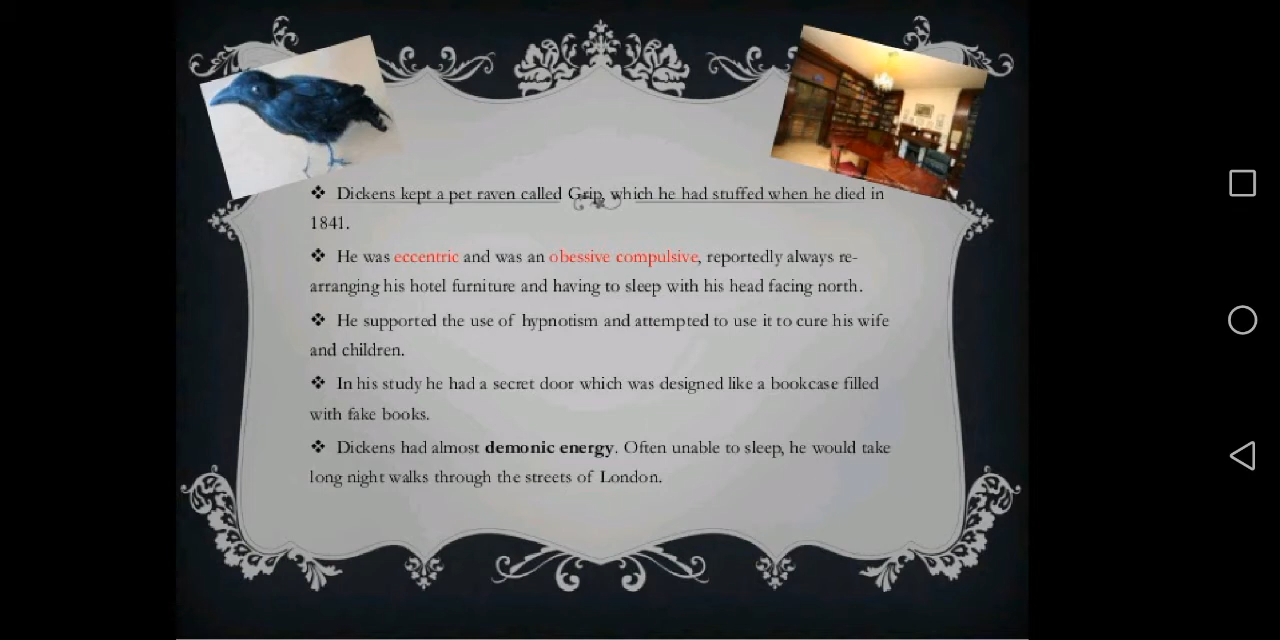 ❖ Dickens kept a pet raven called Grip, which he had stuffed when he died in
1841.
❖ He was eccentric and was an obessive compulsive, reportedly always re-
arranging his hotel furniture and having to sleep with his head facing north.
❖ He supported the use of hypnotism and attempted to use it to cure his wife
and children.
❖ In his study he had a secret door which was designed like a bookcase filled
with fake books.
❖ Dickens had almost demonic energy. Often unable to sleep, he would take
long night walks through the streets of London.